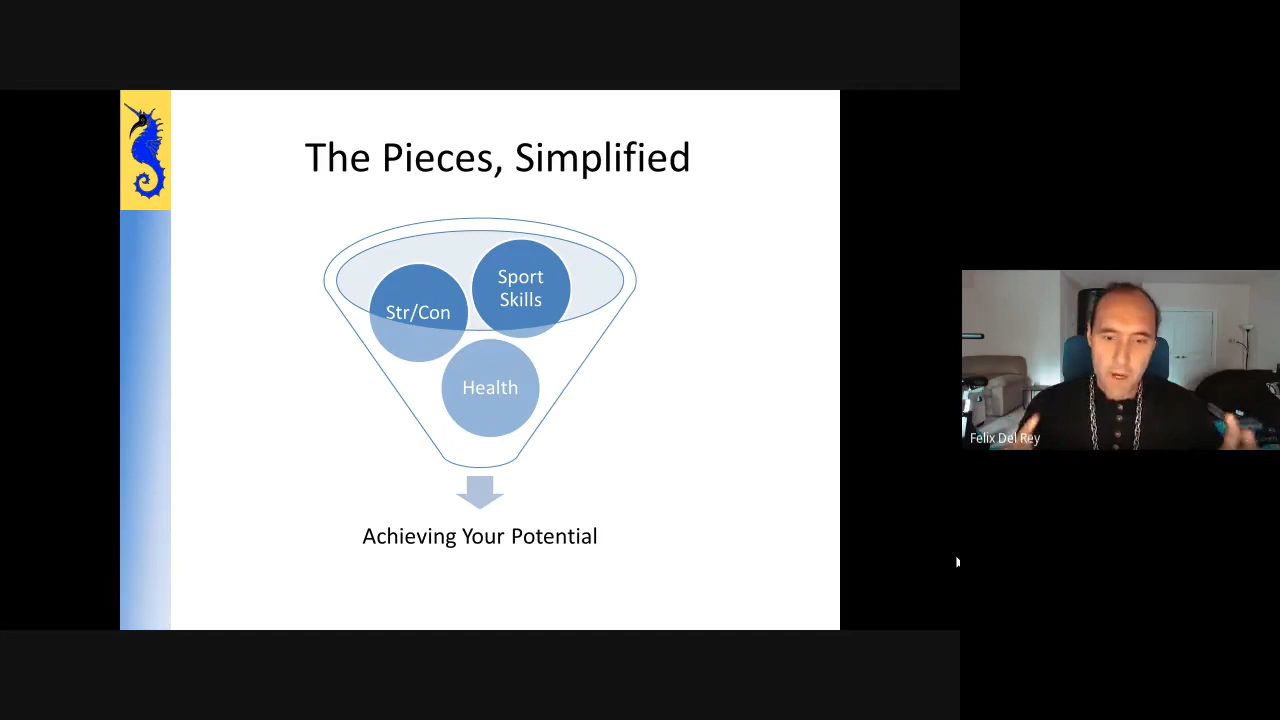 The Pieces, Simplified
Sport
Skills
Str/Con
Health
Achieving Your Potential
Felix Del Rey